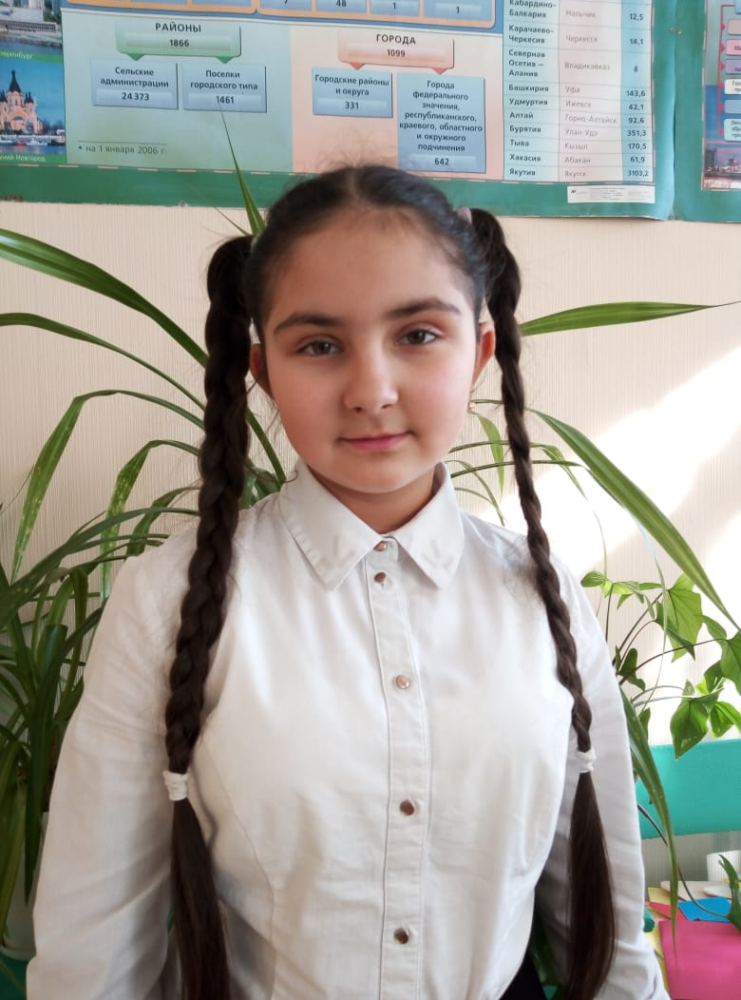 7 48 1 1
РАЙОНЫ
1866
Сельские
администрации
24 373
Поселки
городского типа
1461
* на 1 января 2006 г.
ГОРОДА
1099
Городские районы
и округа
331
Города
федерального
значения,
республиканского,
краевого, областного
и окружного
подчинения
642
Кабардино-
Балкария Нальчик 12,5
Карачаево-
Черкесия Черкесск 14,1
Северная
Осетия —
Алания Владикавказ 8
Башкирия Уфа 143,6
Удмуртия Ижевск 42,1
Алтай Горно-Алтайск 92,6
Бурятия Улан-Удэ 351,3
Тыва Кызыл 170,5
Хакасия Абакан 61,9
Якутия Якутск 3103,2